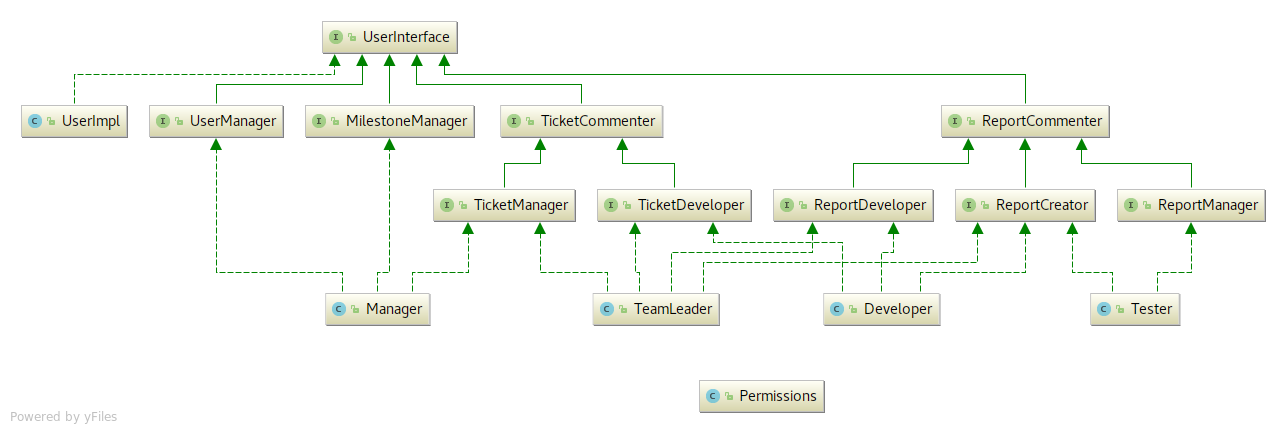 I UserInterface
C UserImpl
I UserManager
I MilestoneManager
I TicketCommenter
I ReportCommenter
I TicketManager
I TicketDeveloper
I ReportDeveloper
I ReportCreator
I ReportManager
C Manager
C TeamLeader
C Developer
C Tester
C Permissions
Powered by yFiles